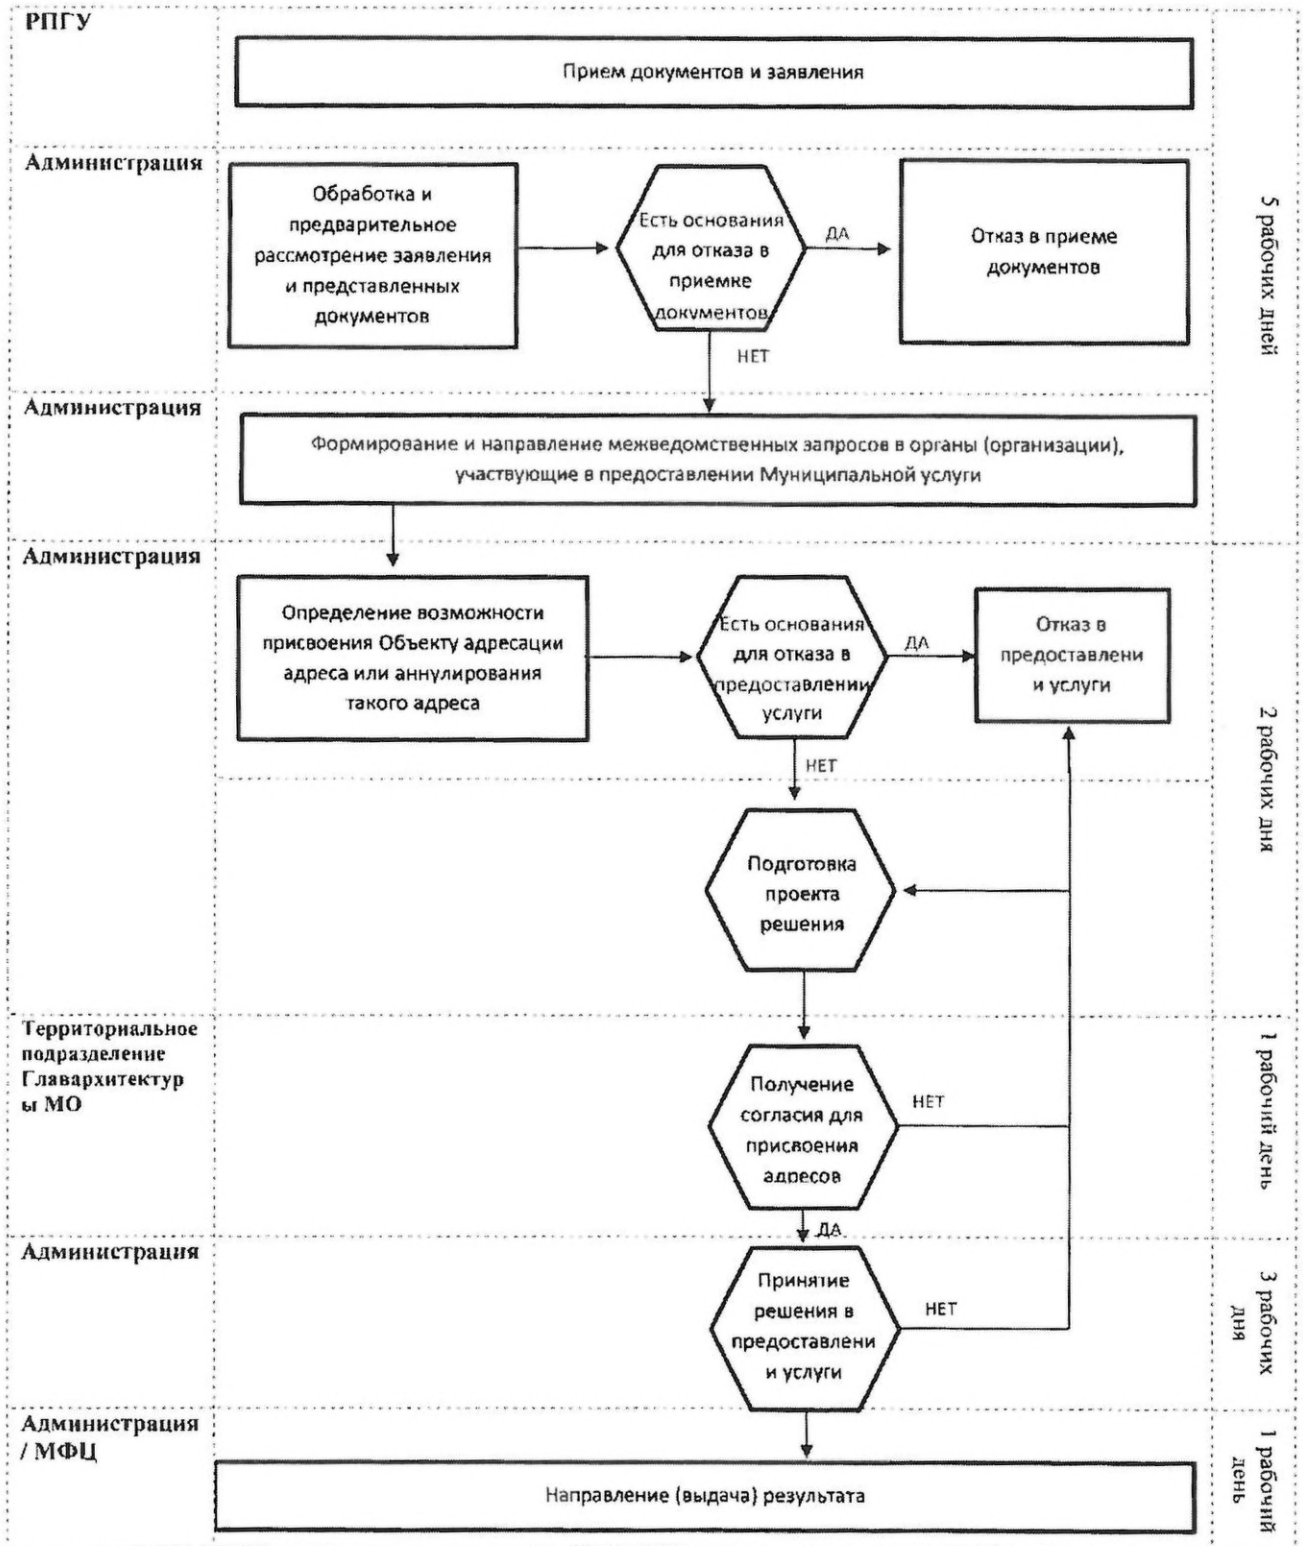 РПГУ
Прием документов и заявления
Администрация
Обработка и
предварительное
рассмотрение заявления
и представленных
документов
Есть основания
для отказа в
приемке
документов
ДА
Отказ в приеме
документов
НЕТ
5 рабочих дней
Администрация
Формирование и направление межведомственных запросов в органы (организации),
участвующие в предоставлении Муниципальной услуги
Администрация
Определение возможности
присвоения Объекту адресации
адреса или аннулирования
такого адреса
Есть основания
для отказа в
предоставлении
услуги
ДА
Отказ в
предоставлени
и услуги
НЕТ
2 рабочих дня
Подготовка
проекта
решения
Территориальное
подразделение
Главархитектур
ы МО
Получение
согласия для
присвоения
адресов
НЕТ
1 рабочий день
ДА
Администрация
Принятие
решения в
предоставлени
и услуги
НЕТ
3 рабочих
дня
Администрация
/ МФЦ
Направление (выдача) результата
1 рабочий
день